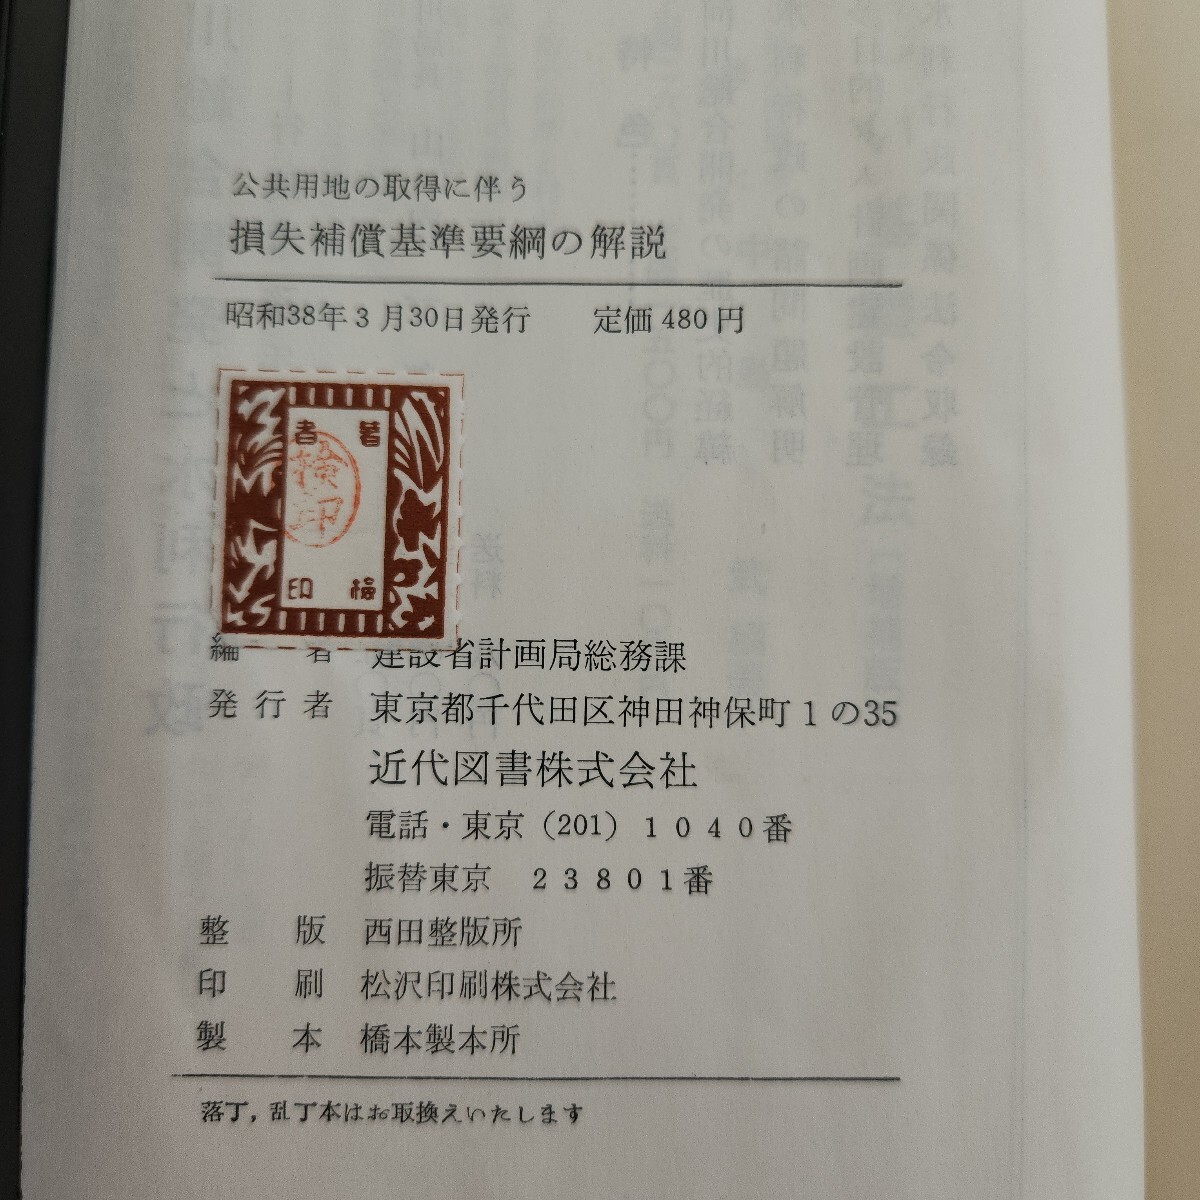 公共用地の取得に伴う
損失補償基準要綱の解説
昭和38年3月30日発行　定価480円
著者
検印
検印
編者　建設省計画局総務課
発行者　東京都千代田区神田神保町1の35
近代図書株式会社
電話・東京(201)1040番
振替東京　23801番
整版　西田整版所
印刷　松沢印刷株式会社
製本　橋本製本所
落丁，乱丁本はお取換えいたします